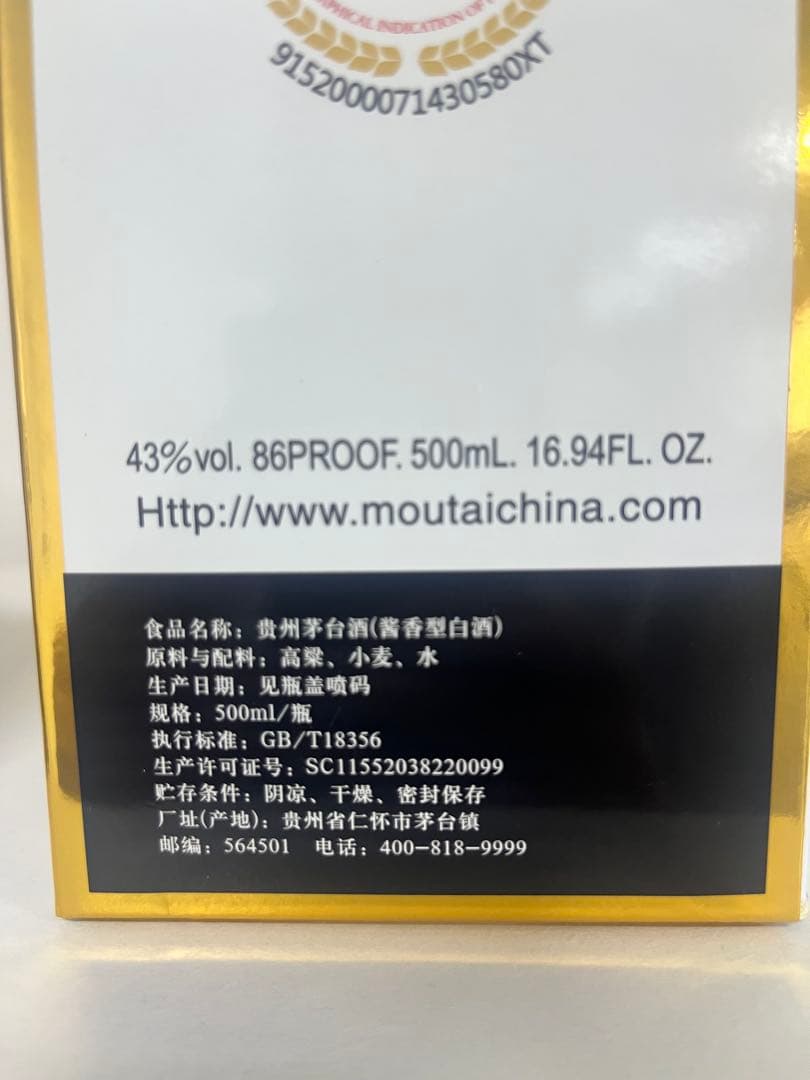 GEOGRAPHICAL INDICATION OF
9152000071430580XT
43%vol. 86PROOF. 500mL. 16.94FL. OZ.
Http://www.moutaichina.com
食品名称：贵州茅台酒(酱香型白酒)
原料与配料：高粱、小麦、水
生产日期：见瓶盖喷码
规格：500ml/瓶
执行标准：GB/T18356
生产许可证号：SC11552038220099
贮存条件：阴凉、干燥、密封保存
厂址(产地)：贵州省仁怀市茅台镇
邮编：564501 电话：400-818-9999